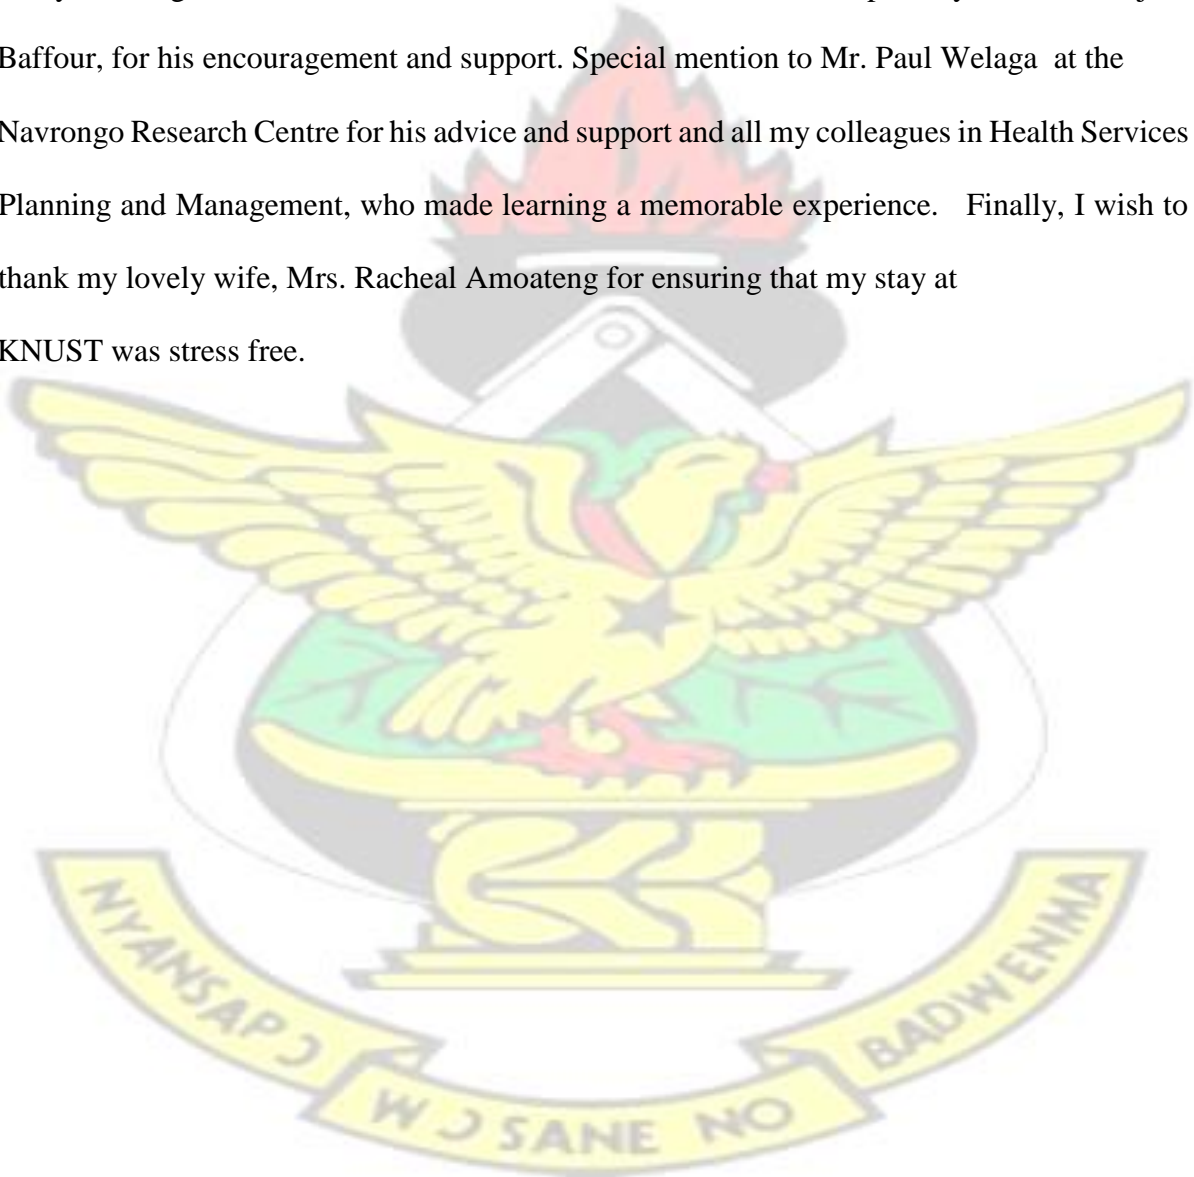 Baffour, for his encouragement and support. Special mention to Mr. Paul Welaga at the
Navrongo Research Centre for his advice and support and all my colleagues in Health Services
Planning and Management, who made learning a memorable experience. Finally, I wish to
thank my lovely wife, Mrs. Racheal Amoateng for ensuring that my stay at
KNUST was stress free.
NYANSAPƆ WƆSANE NO BADWENMA